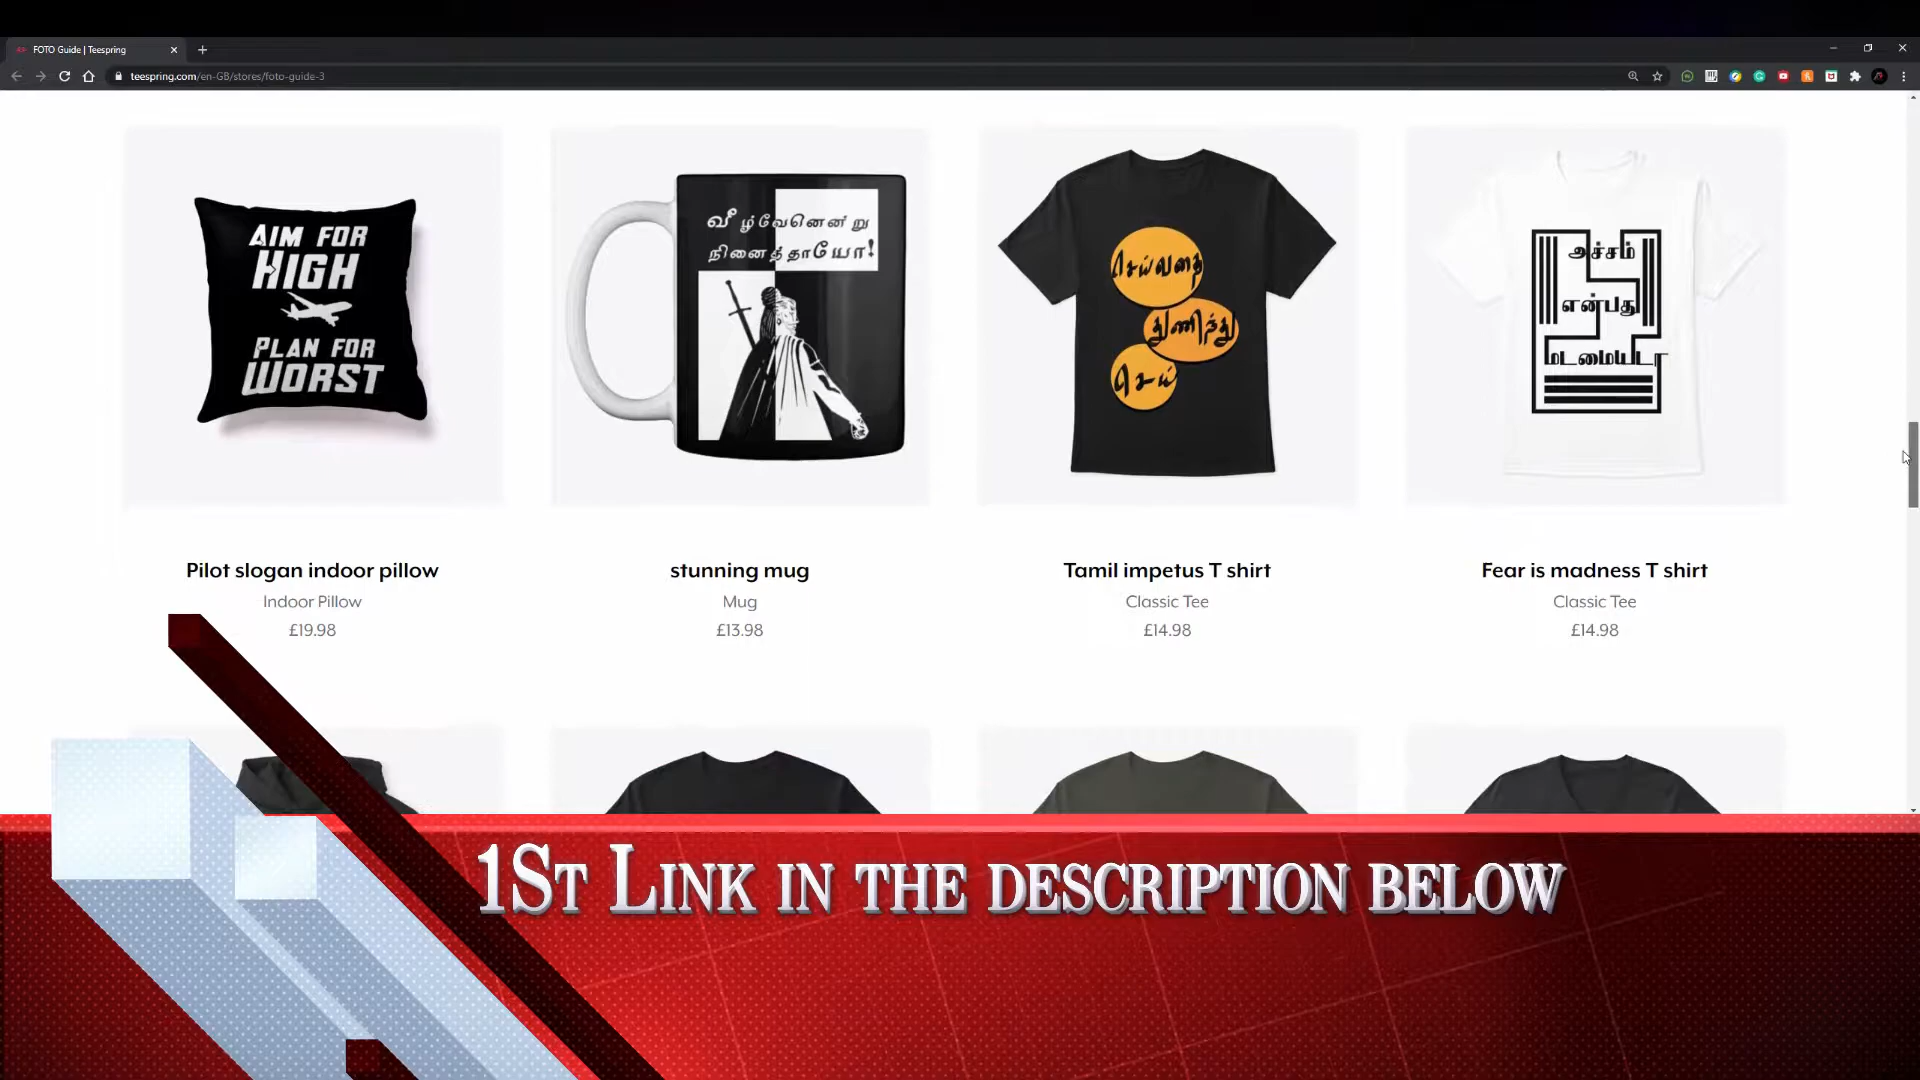 FOTO Guide | Teespring
teespring.com/en-GB/stores/foto-guide-3
AIM FOR
HIGH
PLAN FOR
WORST
வீழ்வேனென்று
நினைத்தாயோ!
செய்வதை
துணிந்து
செய்
அச்சம்
என்பது
மடமையடா
Pilot slogan indoor pillow
Indoor Pillow
£19.98
stunning mug
Mug
£13.98
Tamil impetus T shirt
Classic Tee
£14.98
Fear is madness T shirt
Classic Tee
£14.98
1St Link in the description below